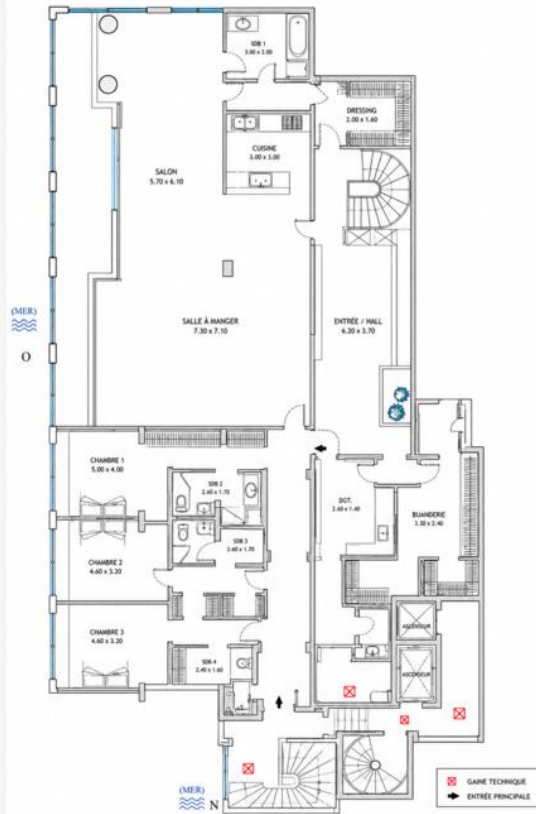 SDB 1
3.00 x 2.00
DRESSING
2.00 x 1.60
CUISINE
3.00 x 3.00
SALON
5.70 x 6.10
(MER)
O
SALLE À MANGER
7.30 x 7.10
ENTRÉE / HALL
6.20 x 3.70
CHAMBRE 1
5.00 x 4.00
SDB 2
2.60 x 1.70
DGT.
2.60 x 1.40
BUANDERIE
3.30 x 2.40
SDB 3
2.60 x 1.70
CHAMBRE 2
4.60 x 3.20
ASCENSEUR
CHAMBRE 3
4.60 x 3.20
SDB 4
2.40 x 1.60
ASCENSEUR
GAINE TECHNIQUE
ENTRÉE PRINCIPALE
(MER)
N